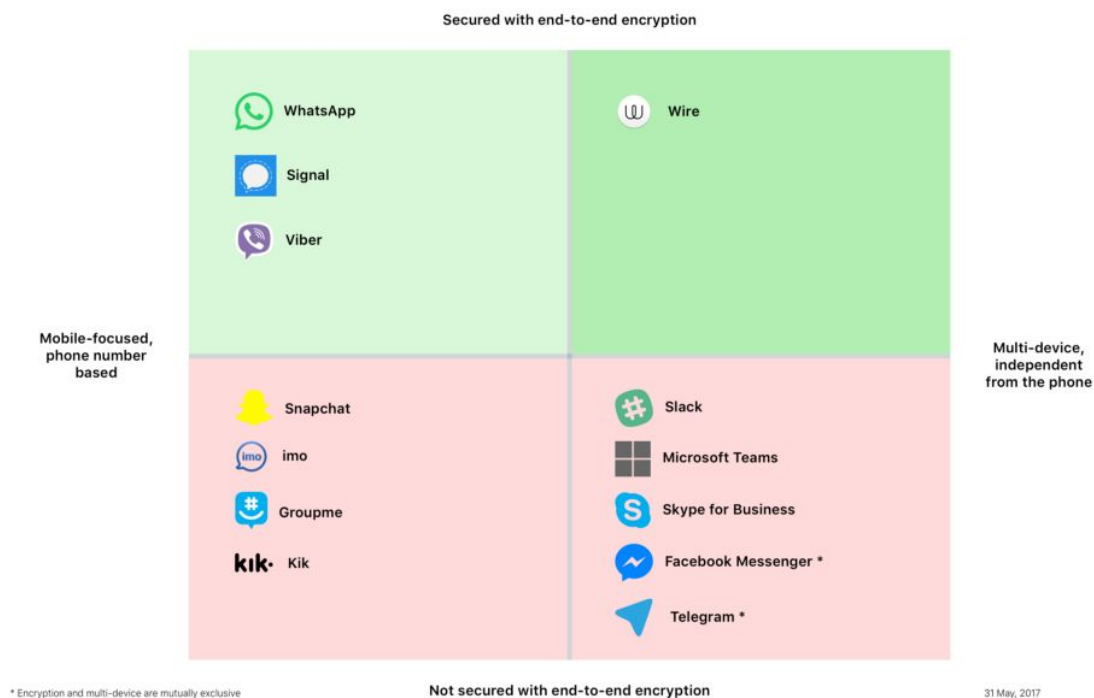 Secured with end-to-end encryption
WhatsApp
Wire
Signal
Viber
Mobile-focused,
phone number
based
Multi-device,
independent
from the phone
Snapchat
Slack
imo
imo
Microsoft Teams
Groupme
S
Skype for Business
kik·
Kik
Facebook Messenger *
Telegram *
* Encryption and multi-device are mutually exclusive
Not secured with end-to-end encryption
31 May, 2017